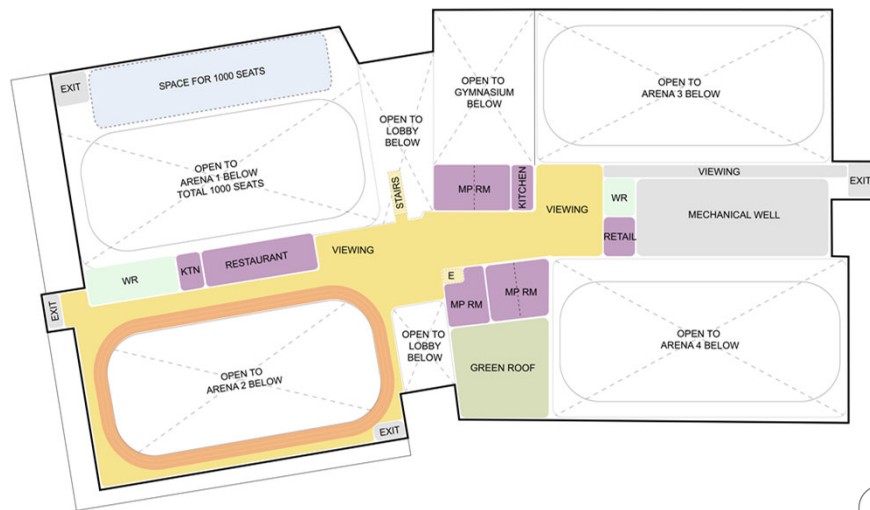 EXIT
SPACE FOR 1000 SEATS
OPEN TO
LOBBY
BELOW
OPEN TO
GYMNASIUM
BELOW
OPEN TO
ARENA 3 BELOW
OPEN TO
ARENA 1 BELOW
TOTAL 1000 SEATS
STAIRS
MP RM
KITCHEN
VIEWING
VIEWING
EXIT
WR
MECHANICAL WELL
RETAIL
WR
KTN
RESTAURANT
VIEWING
E
MP RM
MP RM
EXIT
OPEN TO
ARENA 2 BELOW
OPEN TO
LOBBY
BELOW
GREEN ROOF
OPEN TO
ARENA 4 BELOW
EXIT